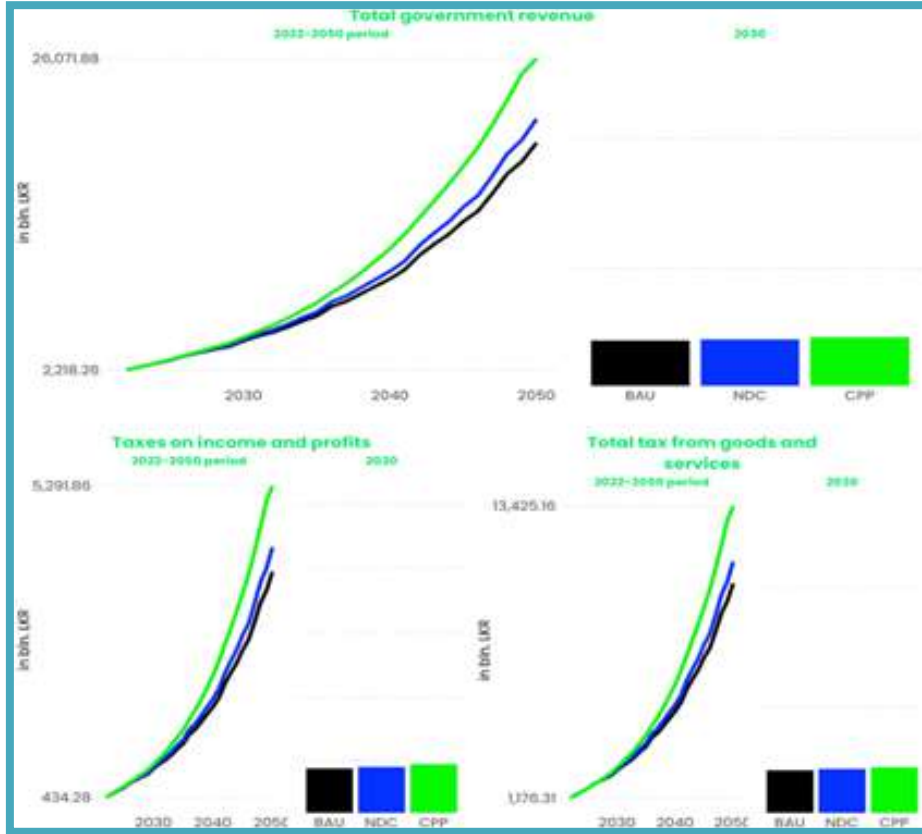 Total government revenue
2022-2050 period
2030
26,071.88
in bln. LKR
2,218.26
2030
2040
2050
BAU
NDC
CPP
Taxes on income and profits
2022-2050 period
2030
5,291.86
in bln. LKR
434.28
2030
2040
2050
BAU
NDC
CPP
Total tax from goods and
services
2022-2050 period
2030
13,425.16
in bln. LKR
1,176.31
2030
2040
2050
BAU
NDC
CPP